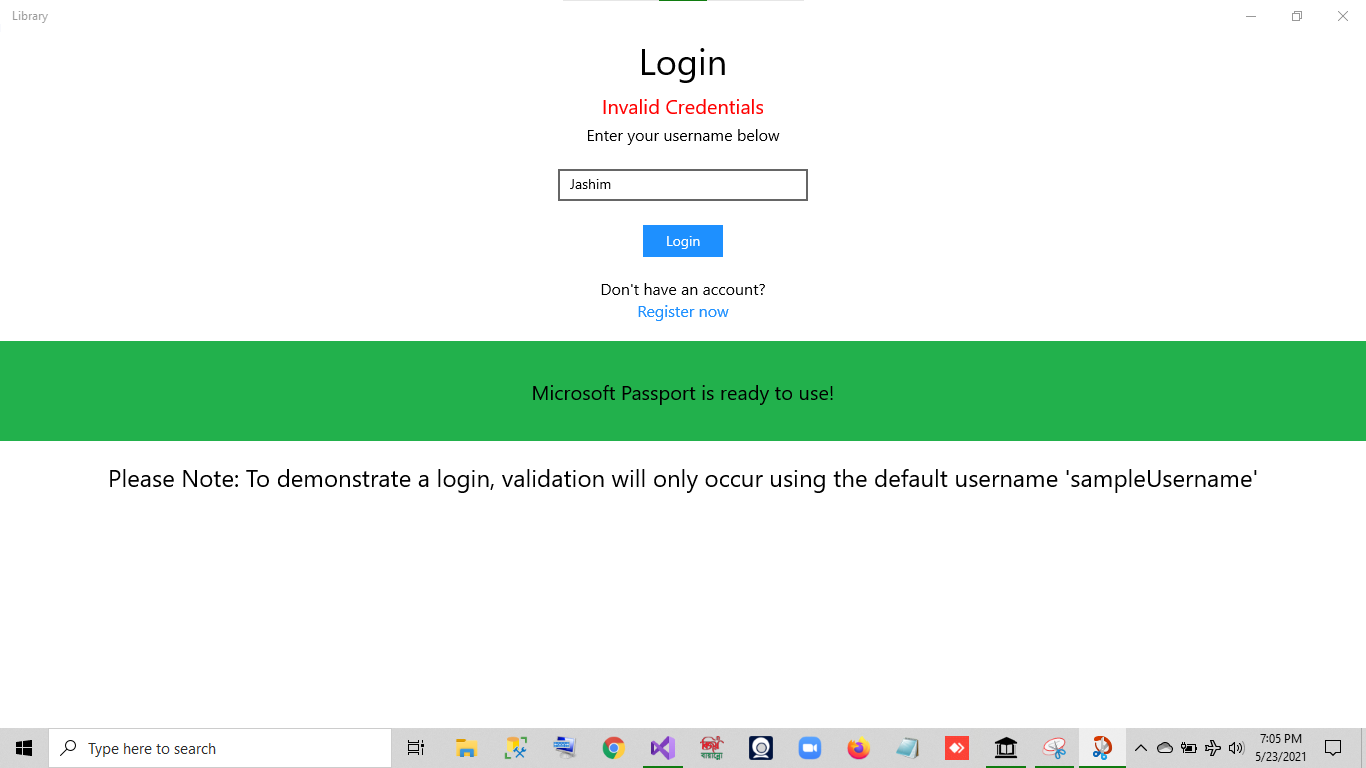 Library
Login
Invalid Credentials
Enter your username below
Jashim
Login
Don't have an account?
Register now
Microsoft Passport is ready to use!
Please Note: To demonstrate a login, validation will only occur using the default username 'sampleUsername'
Type here to search
7:05 PM
5/23/2021